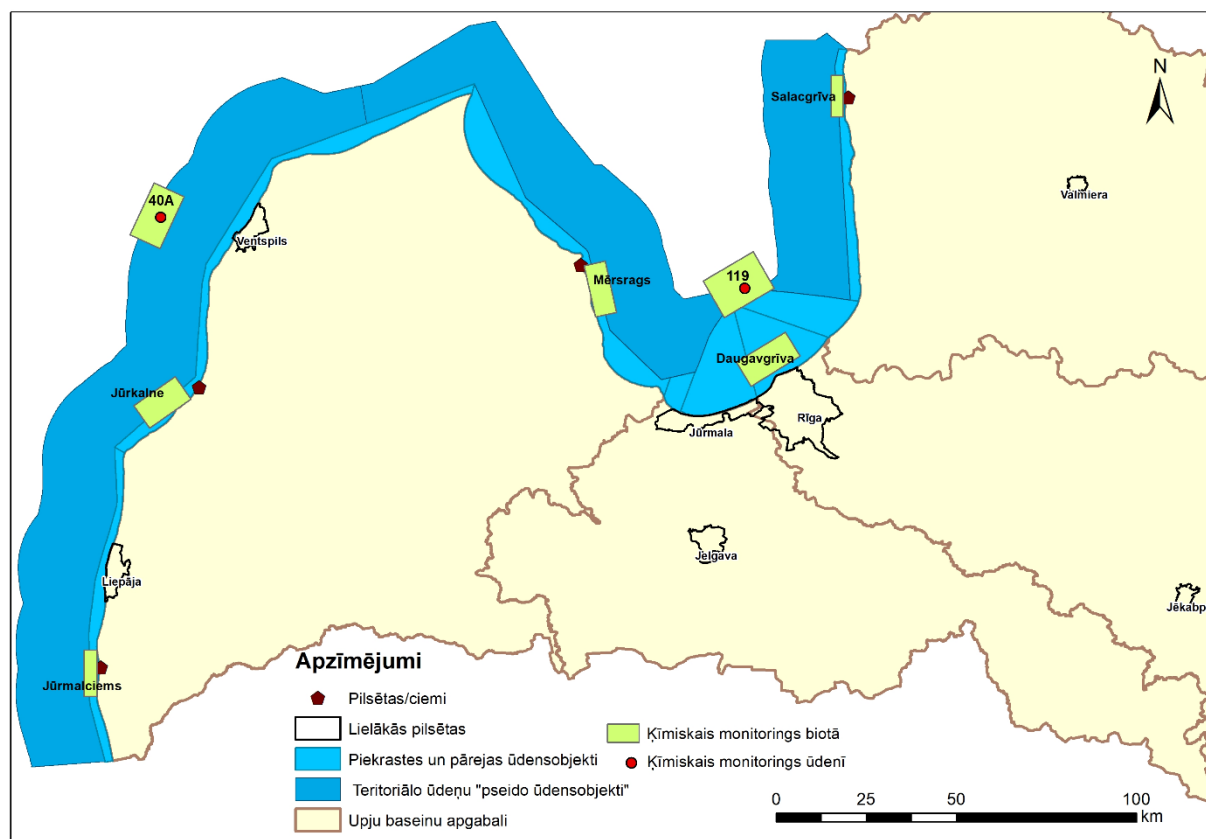 N
Salacgrīva
Valmiera
40A
Ventspils
Mērsrags
119
Daugavgrīva
Jūrkalne
Jūrmala
Rīga
Jelgava
Liepāja
Jēkabp
Jūrmalciems
Apzīmējumi
Pilsētas/ciemi
Lielākās pilsētas
Piekrastes un pārejas ūdensobjekti
Teritoriālo ūdeņu "pseido ūdensobjekti"
Upju baseinu apgabali
Ķīmiskais monitorings biotā
Ķīmiskais monitorings ūdenī
0 25 50 100
km